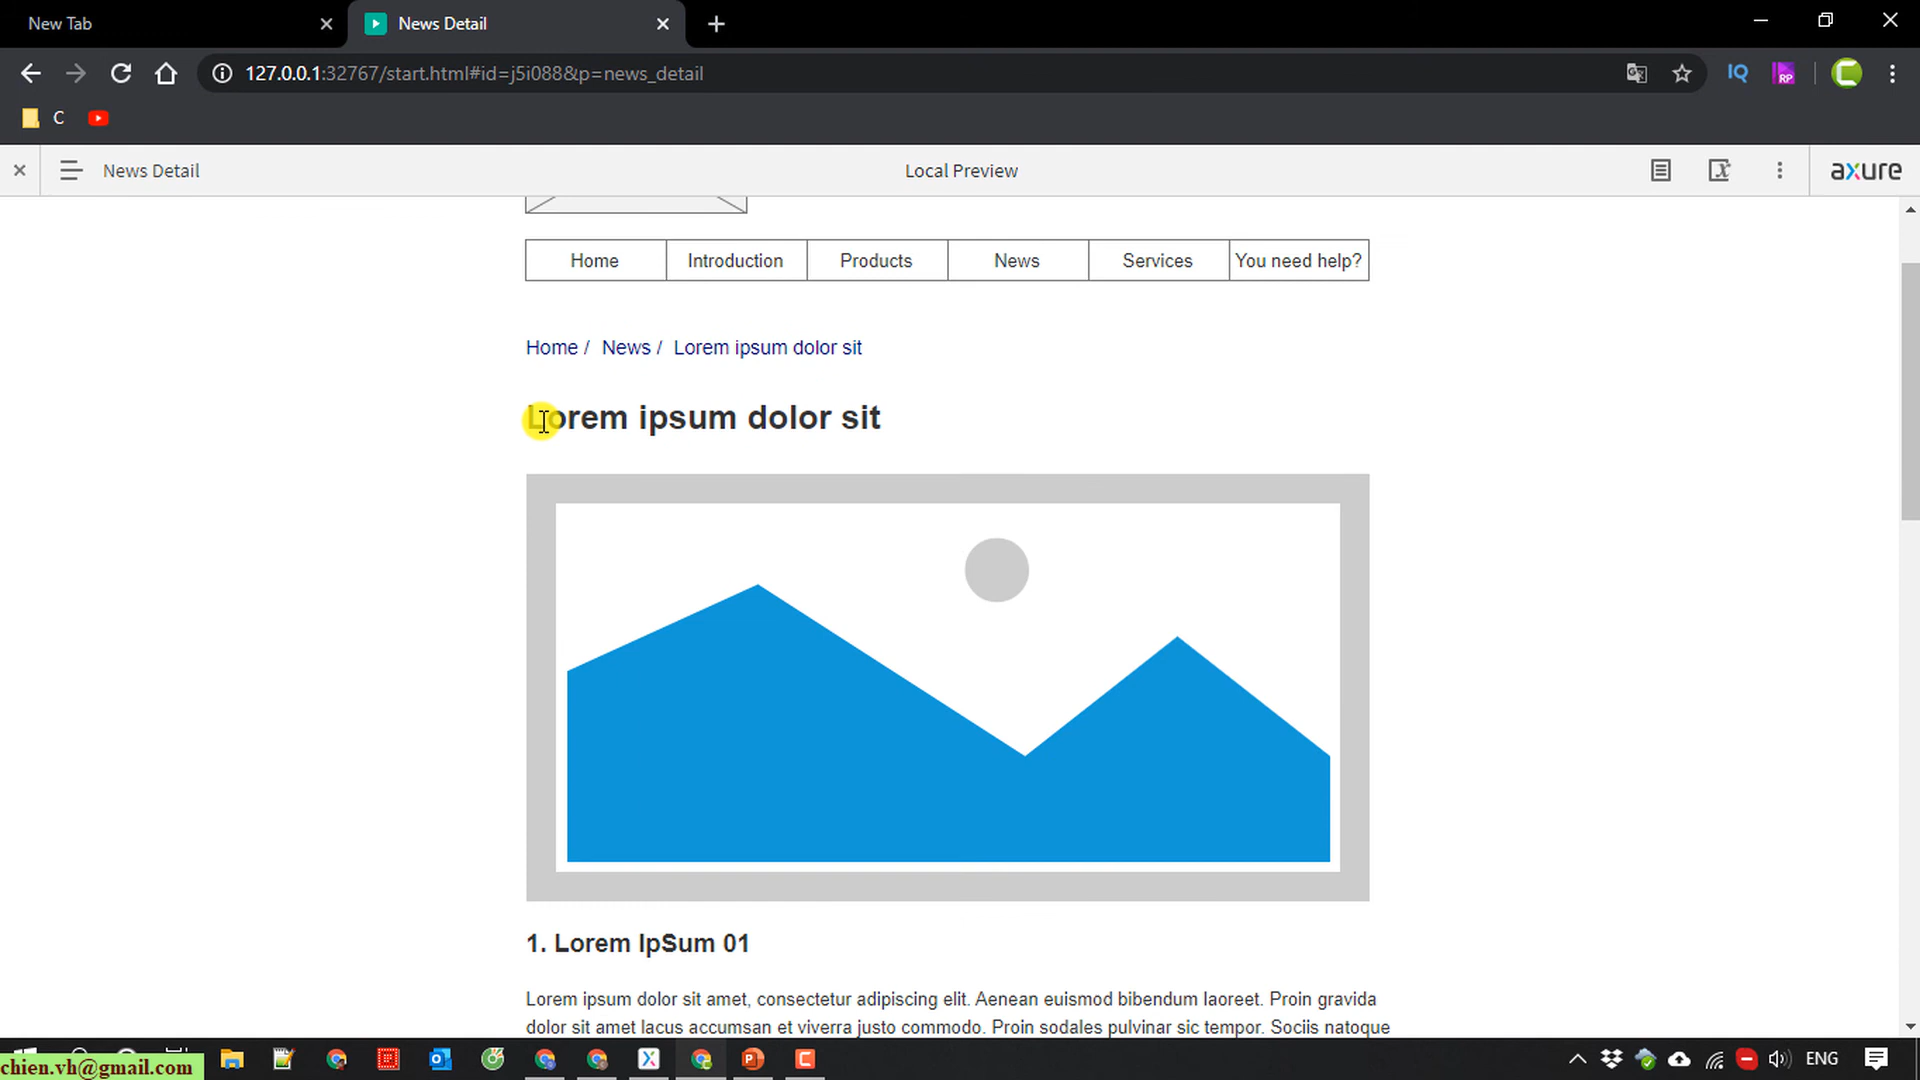 New Tab
News Detail
127.0.0.1:32767/start.html#id=j5i088&p=news_detail
IQ
RP
C
News Detail
Local Preview
axure
Home
Introduction
Products
News
Services
You need help?
Home / News / Lorem ipsum dolor sit
Lorem ipsum dolor sit
1. Lorem IpSum 01
Lorem ipsum dolor sit amet, consectetur adipiscing elit. Aenean euismod bibendum laoreet. Proin gravida
dolor sit amet lacus accumsan et viverra justo commodo. Proin sodales pulvinar sic tempor. Sociis natoque
chien.vh@gmail.com
ENG